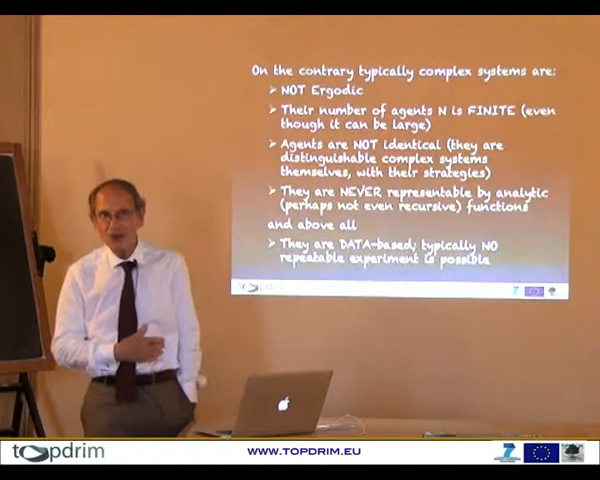 On the contrary typically complex systems are:
➢ NOT Ergodic
➢ Their number of agents N is FINITE (even
though it can be large)
➢ Agents are NOT identical (they are
distinguishable complex systems
themselves, with their strategies)
➢ They are NEVER representable by analytic
(perhaps not even recursive) functions
and above all
➢ They are DATA-based; typically NO
repeatable experiment is possible
topdrim
WWW.TOPDRIM.EU